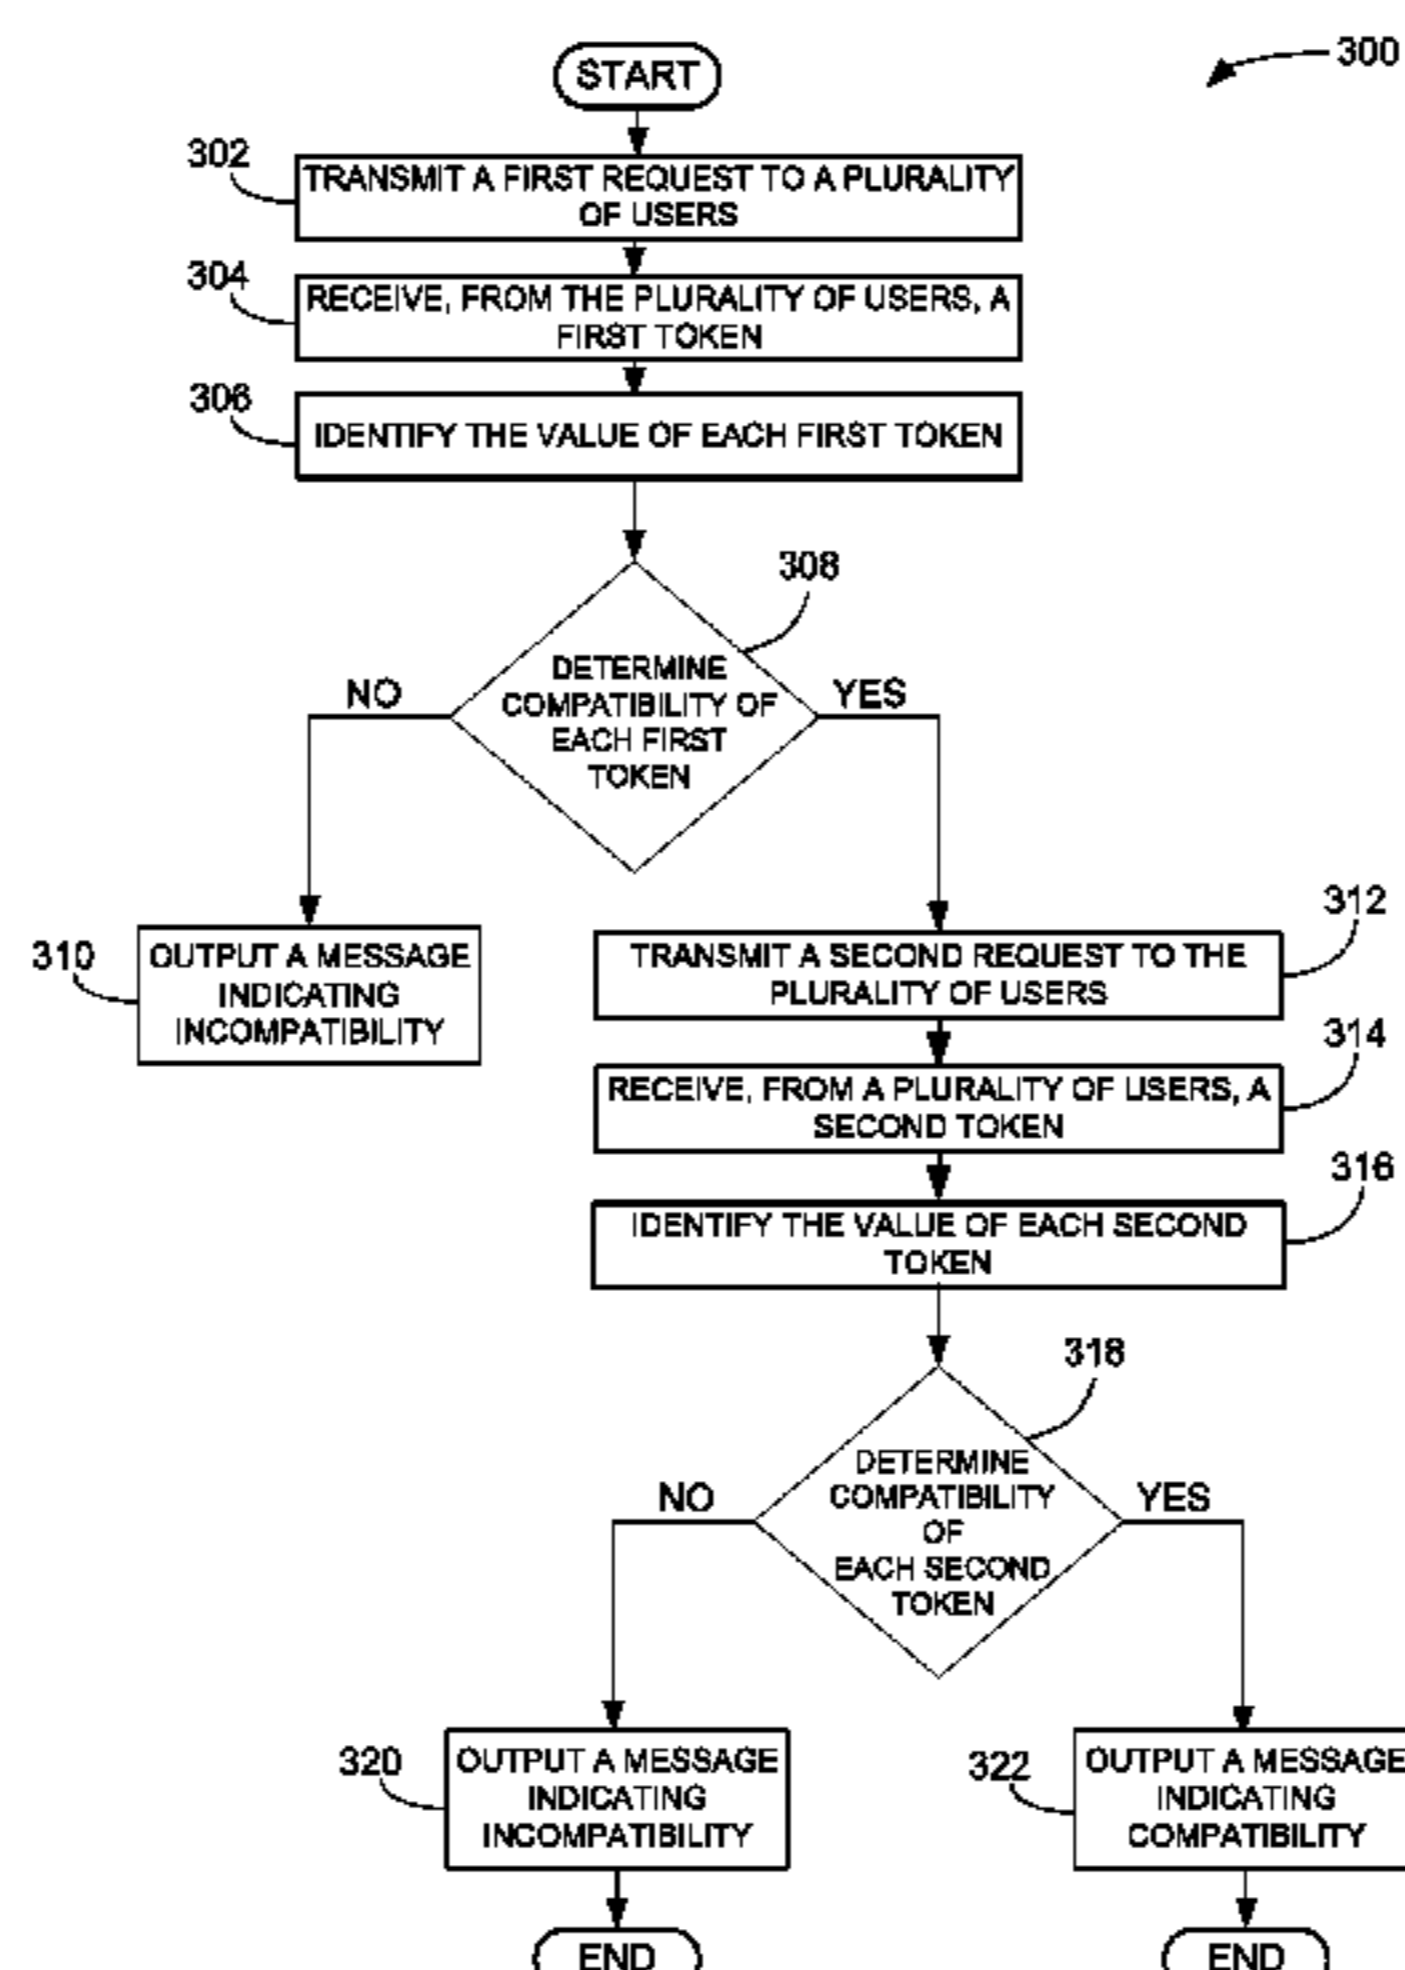 START
300
302
TRANSMIT A FIRST REQUEST TO A PLURALITY
OF USERS
304
RECEIVE, FROM THE PLURALITY OF USERS, A
FIRST TOKEN
306
IDENTIFY THE VALUE OF EACH FIRST TOKEN
308
DETERMINE
COMPATIBILITY OF
EACH FIRST
TOKEN
NO
YES
310
OUTPUT A MESSAGE
INDICATING
INCOMPATIBILITY
312
TRANSMIT A SECOND REQUEST TO THE
PLURALITY OF USERS
314
RECEIVE, FROM A PLURALITY OF USERS, A
SECOND TOKEN
316
IDENTIFY THE VALUE OF EACH SECOND
TOKEN
318
DETERMINE
COMPATIBILITY
OF
EACH SECOND
TOKEN
NO
YES
320
OUTPUT A MESSAGE
INDICATING
INCOMPATIBILITY
322
OUTPUT A MESSAGE
INDICATING
COMPATIBILITY
END
END